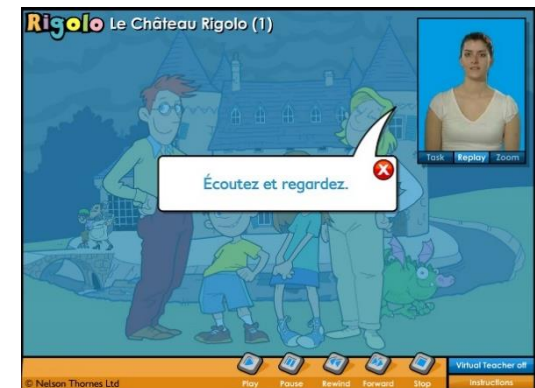 Rigolo Le Château Rigolo (1)
Task Replay Zoom
Écoutez et regardez.
Play Pause Rewind Forward Stop
Virtual Teacher off
Instructions
© Nelson Thornes Ltd